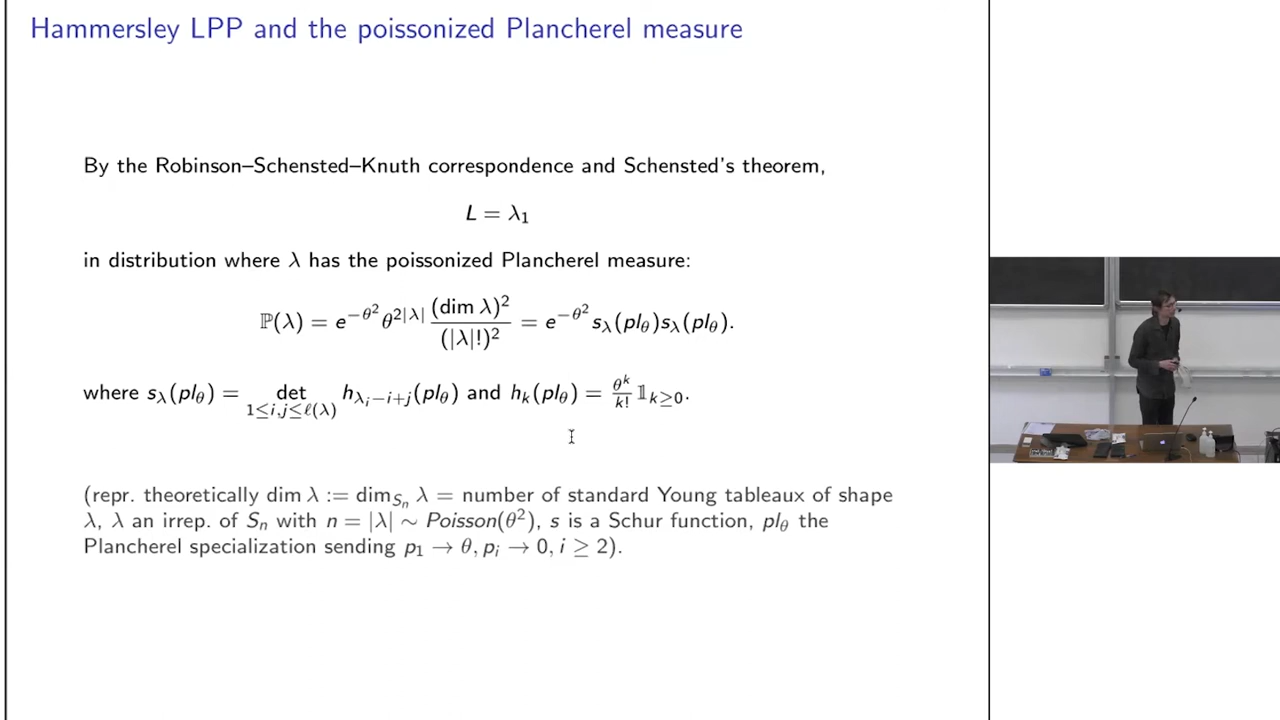 Hammersley LPP and the poissonized Plancherel measure
By the Robinson–Schensted–Knuth correspondence and Schensted's theorem,
L = λ₁
in distribution where λ has the poissonized Plancherel measure:
ℙ(λ) = e^{−θ²} θ^{2|λ|} (dim λ)² / (|λ|!)² = e^{−θ²} s_λ(pl_θ)s_λ(pl_θ).
where s_λ(pl_θ) = det_{1≤i,j≤ℓ(λ)} h_{λ_i−i+j}(pl_θ) and h_k(pl_θ) = θ^k/k! 𝟙_{k≥0}.
(repr. theoretically dim λ := dim_{S_n} λ = number of standard Young tableaux of shape
λ, λ an irrep. of S_n with n = |λ| ∼ Poisson(θ²), s is a Schur function, pl_θ the
Plancherel specialization sending p₁ → θ, p_i → 0, i ≥ 2).